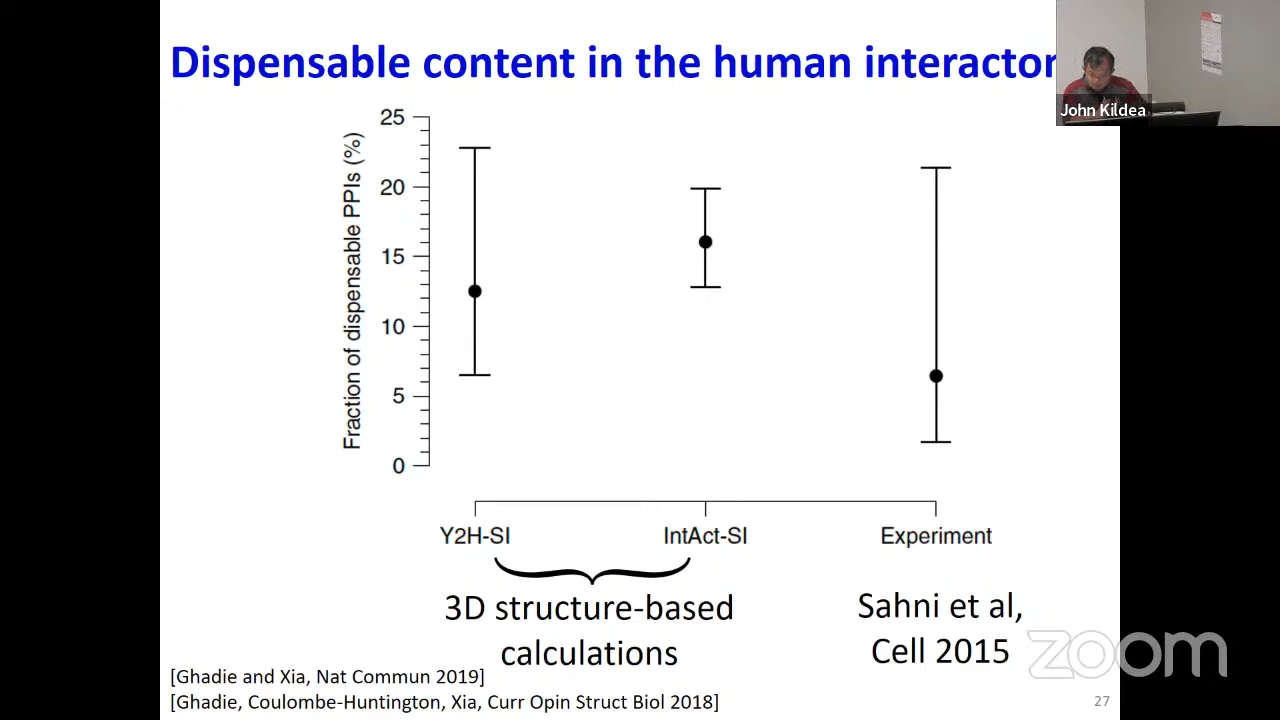 Dispensable content in the human interactor
John Kildea
Fraction of dispensable PPIs (%)
25
20
15
10
5
0
Y2H-SI
IntAct-SI
Experiment
3D structure-based
calculations
Sahni et al,
Cell 2015
zoom
[Ghadie and Xia, Nat Commun 2019]
[Ghadie, Coulombe-Huntington, Xia, Curr Opin Struct Biol 2018]
27